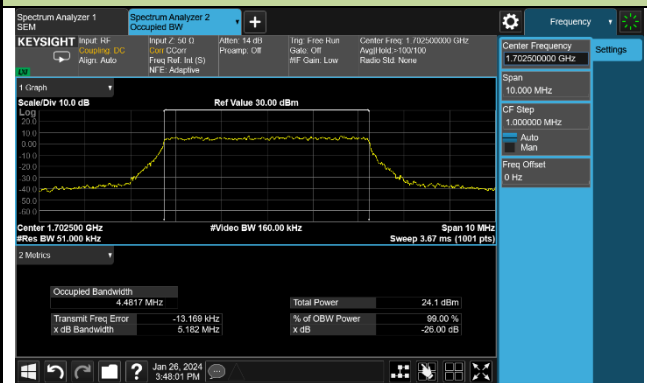 Spectrum Analyzer 1
SEM
Spectrum Analyzer 2
Occupied BW
Frequency
KEYSIGHT
Input: RF
Coupling: DC
Align: Auto
Input Z: 50 Ω
Corr CCorr
Freq Ref: Int (S)
NFE: Adaptive
Atten: 14 dB
Preamp: Off
Trig: Free Run
Gate: Off
#IF Gain: Low
Center Freq: 1.702500000 GHz
Avg|Hold:>100/100
Radio Std: None
Center Frequency
1.702500000 GHz
Settings
Span
10.000 MHz
CF Step
1.000000 MHz
Auto
Man
Freq Offset
0 Hz
1 Graph
Scale/Div 10.0 dB
Ref Value 30.00 dBm
Log
20.0
10.0
0.00
-10.0
-20.0
-30.0
-40.0
-50.0
-60.0
Center 1.702500 GHz
#Video BW 160.00 kHz
Span 10 MHz
#Res BW 51.000 kHz
Sweep 3.67 ms (1001 pts)
2 Metrics
Occupied Bandwidth
4.4817 MHz
Total Power
24.1 dBm
Transmit Freq Error
-13.169 kHz
% of OBW Power
99.00 %
x dB Bandwidth
5.182 MHz
x dB
-26.00 dB
Jan 26, 2024
3:48:01 PM